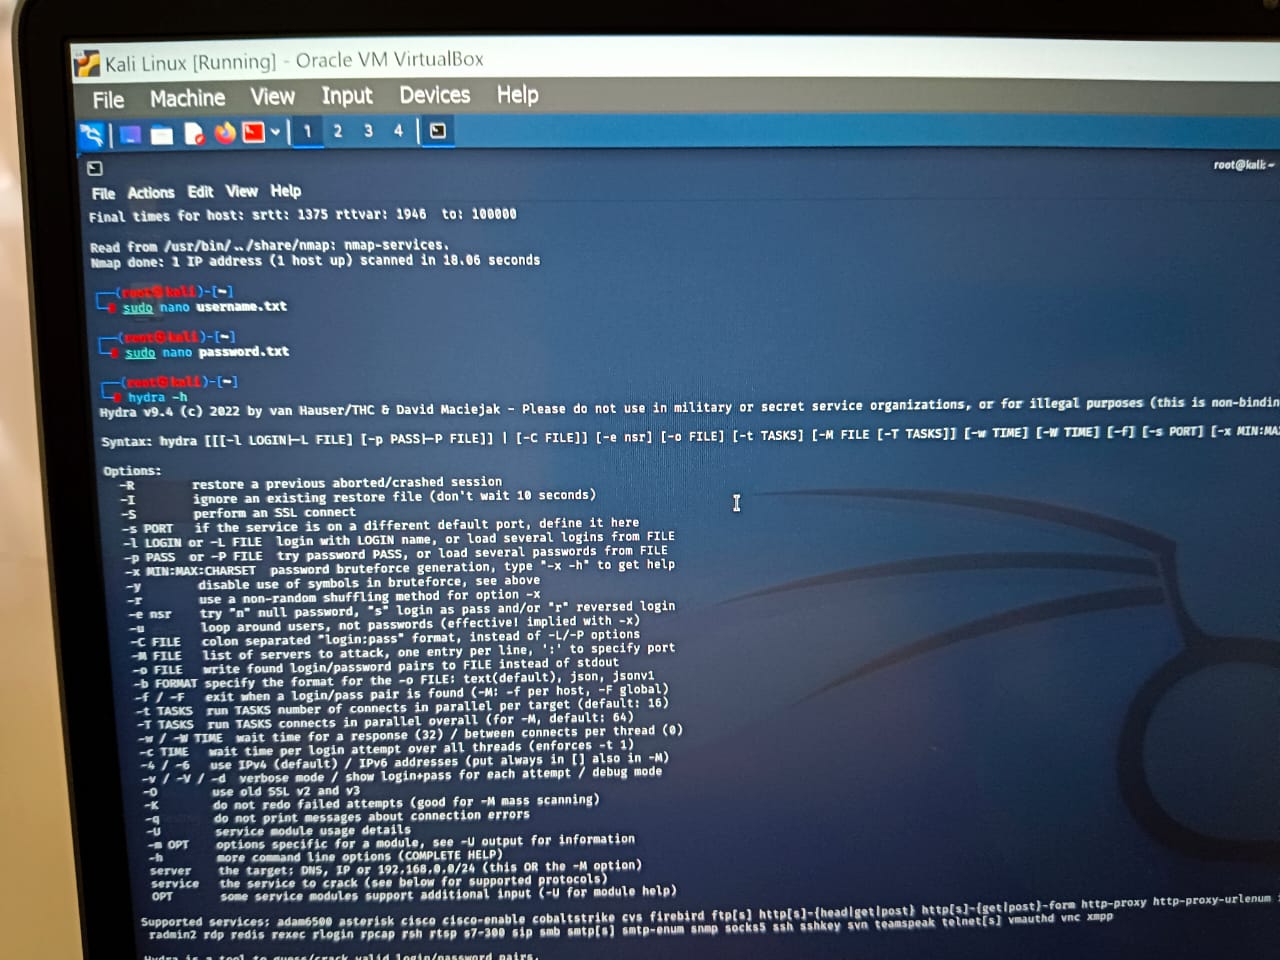 Kali Linux [Running] - Oracle VM VirtualBox
File Machine View Input Devices Help
1 2 3 4
root@kali: ~
File Actions Edit View Help
Final times for host: srtt: 1375 rttvar: 1946 to: 100000
Read from /usr/bin/../share/nmap: nmap-services.
Nmap done: 1 IP address (1 host up) scanned in 18.06 seconds
(root@kali)-[~]
sudo nano username.txt
(root@kali)-[~]
sudo nano password.txt
(root@kali)-[~]
hydra -h
Hydra v9.4 (c) 2022 by van Hauser/THC & David Maciejak - Please do not use in military or secret service organizations, or for illegal purposes (this is non-bindin
Syntax: hydra [[[-l LOGIN|-L FILE] [-p PASS|-P FILE]] | [-C FILE]] [-e nsr] [-o FILE] [-t TASKS] [-M FILE [-T TASKS]] [-w TIME] [-W TIME] [-f] [-s PORT] [-x MIN:MA
Options:
-R restore a previous aborted/crashed session
-I ignore an existing restore file (don't wait 10 seconds)
-S perform an SSL connect
-s PORT if the service is on a different default port, define it here
-l LOGIN or -L FILE login with LOGIN name, or load several logins from FILE
-p PASS or -P FILE try password PASS, or load several passwords from FILE
-x MIN:MAX:CHARSET password bruteforce generation, type "-x -h" to get help
-y disable use of symbols in bruteforce, see above
-r use a non-random shuffling method for option -x
-e nsr try "n" null password, "s" login as pass and/or "r" reversed login
-u loop around users, not passwords (effective! implied with -x)
-C FILE colon separated "login:pass" format, instead of -L/-P options
-M FILE list of servers to attack, one entry per line, ':' to specify port
-o FILE write found login/password pairs to FILE instead of stdout
-b FORMAT specify the format for the -o FILE: text(default), json, jsonv1
-f / -F exit when a login/pass pair is found (-M: -f per host, -F global)
-t TASKS run TASKS number of connects in parallel per target (default: 16)
-T TASKS run TASKS connects in parallel overall (for -M, default: 64)
-w / -W TIME wait time for a response (32) / between connects per thread (0)
-c TIME wait time per login attempt over all threads (enforces -t 1)
-4 / -6 use IPv4 (default) / IPv6 addresses (put always in [] also in -M)
-v / -V / -d verbose mode / show login+pass for each attempt / debug mode
-O use old SSL v2 and v3
-K do not redo failed attempts (good for -M mass scanning)
-q do not print messages about connection errors
-U service module usage details
-m OPT options specific for a module, see -U output for information
-h more command line options (COMPLETE HELP)
server the target: DNS, IP or 192.168.0.0/24 (this OR the -M option)
service the service to crack (see below for supported protocols)
OPT some service modules support additional input (-U for module help)
Supported services: adam6500 asterisk cisco cisco-enable cobaltstrike cvs firebird ftp[s] http[s]-{head|get|post} http[s]-{get|post}-form http-proxy http-proxy-urlenum
radmin2 rdp redis rexec rlogin rpcap rsh rtsp s7-300 sip smb smtp[s] smtp-enum snmp socks5 ssh sshkey svn teamspeak telnet[s] vmauthd vnc xmpp
Hydra is a tool to guess/crack valid login/password pairs.